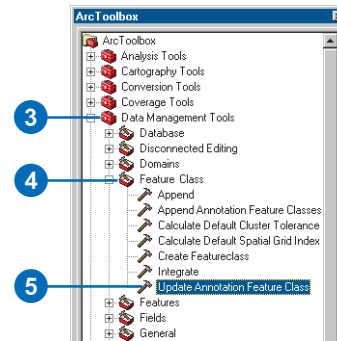 ArcToolbox
ArcToolbox
Analysis Tools
Cartography Tools
Conversion Tools
Coverage Tools
3 Data Management Tools
Database
Disconnected Editing
Domains
4 Feature Class
Append
Append Annotation Feature Classes
Calculate Default Cluster Tolerance
Calculate Default Spatial Grid Index
Create Featureclass
Integrate
5 Update Annotation Feature Class
Features
Fields
General